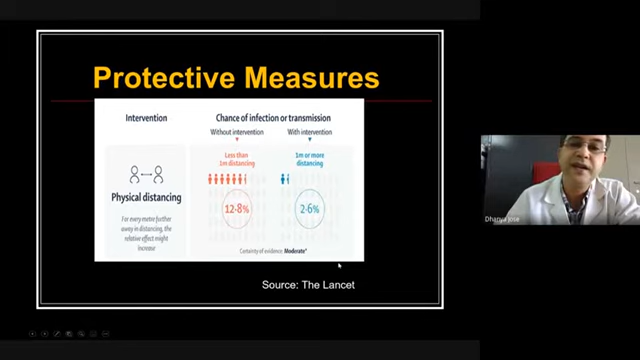 Protective Measures
Intervention
Chance of infection or transmission
Without intervention
With intervention
Less than
1m distancing
1m or more
distancing
Physical distancing
12·8%
2·6%
For every meter further
away in distancing, the
relative effect might
increase
Certainty of evidence: Moderate*
Source: The Lancet
Dhanya Jose